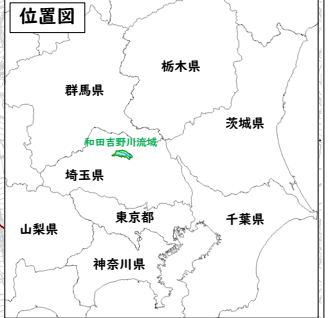 位置図
栃木県
群馬県
茨城県
和田吉野川流域
埼玉県
山梨県
東京都
千葉県
神奈川県